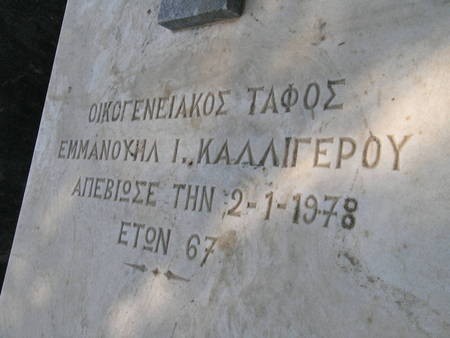 ΟΙΚΟΓΕΝΕΙΑΚΟΣ ΤΑΦΟΣ
ΕΜΜΑΝΟΥΗΛ Ι. ΚΑΛΛΙΓΕΡΟΥ
ΑΠΕΒΙΩΣΕ ΤΗΝ 2-1-1978
ΕΤΩΝ 67